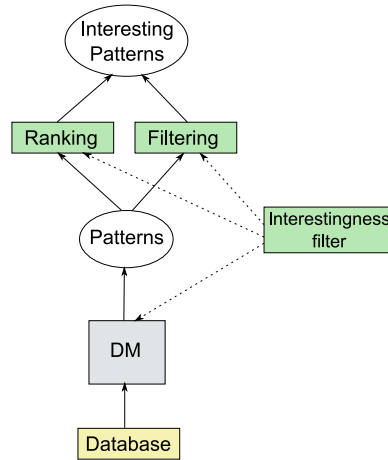 Interesting
Patterns
Ranking
Filtering
Patterns
Interestingness
filter
DM
Database